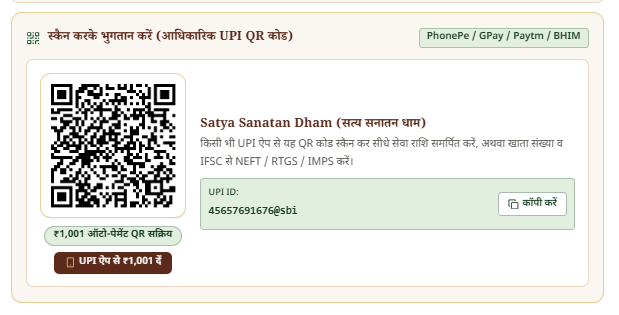 स्कैन करके भुगतान करें (आधिकारिक UPI QR कोड)
PhonePe / GPay / Paytm / BHIM
Satya Sanatan Dham (सत्य सनातन धाम)
किसी भी UPI ऐप से यह QR कोड स्कैन कर सीधे सेवा राशि समर्पित करें, अथवा खाता संख्या व
IFSC से NEFT / RTGS / IMPS करें।
UPI ID:
45657691676@sbi
कॉपी करें
₹1,001 ऑटो-पेमेंट QR सक्रिय
UPI ऐप से ₹1,001 दें